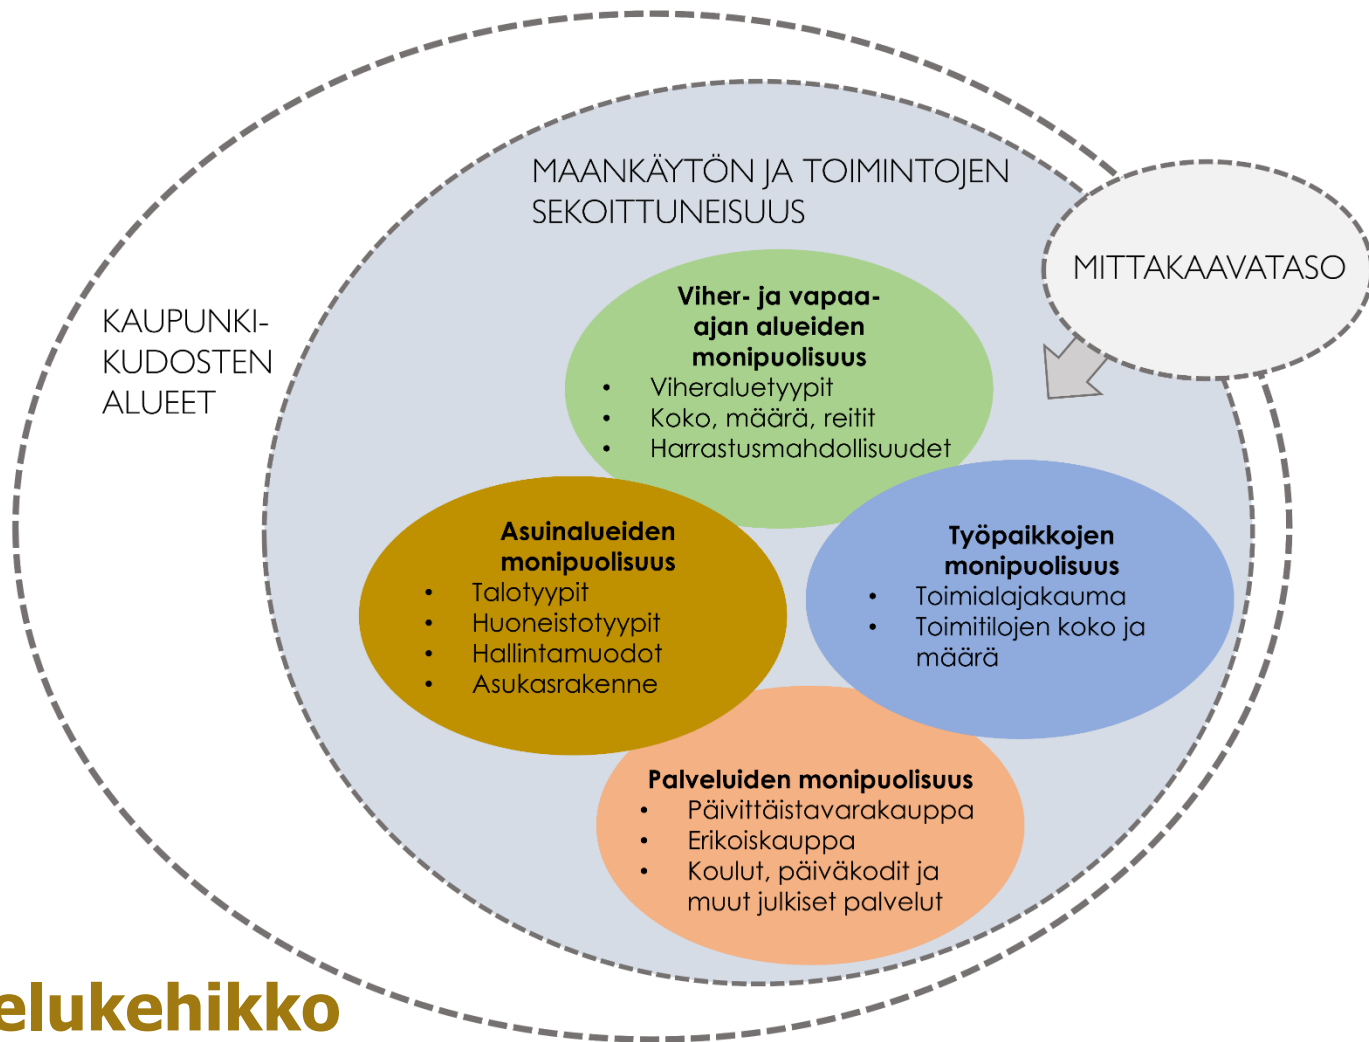 MAANKÄYTÖN JA TOIMINTOJEN
SEKOITTUNEISUUS
MITTAKAAVATASO
KAUPUNKI-
KUDOSTEN
ALUEET
Viher- ja vapaa-
ajan alueiden
monipuolisuus
• Viheraluetyypit
• Koko, määrä, reitit
• Harrastusmahdollisuudet
Asuinalueiden
monipuolisuus
• Talotyypit
• Huoneistotyypit
• Hallintamuodot
• Asukasrakenne
Työpaikkojen
monipuolisuus
• Toimialajakauma
• Toimitilojen koko ja
määrä
Palveluiden monipuolisuus
• Päivittäistavarakauppa
• Erikoiskauppa
• Koulut, päiväkodit ja
muut julkiset palvelut
elukehikko